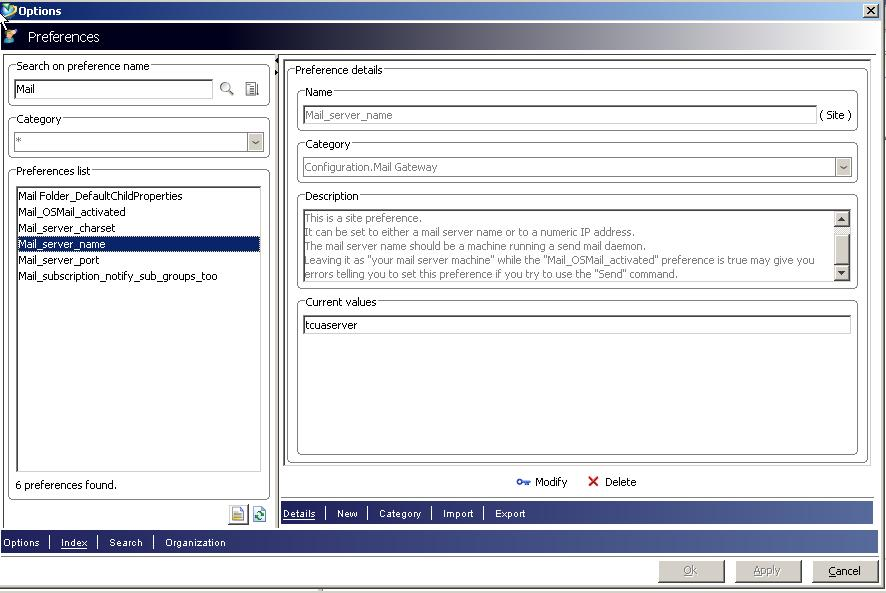 Options
Preferences
Search on preference name
Mail
Category
*
Preferences list
Mail Folder_DefaultChildProperties
Mail_OSMail_activated
Mail_server_charset
Mail_server_name
Mail_server_port
Mail_subscription_notify_sub_groups_too
6 preferences found.
Preference details
Name
Mail_server_name ( Site )
Category
Configuration.Mail Gateway
Description
This is a site preference.
It can be set to either a mail server name or to a numeric IP address.
The mail server name should be a machine running a send mail daemon.
Leaving it as "your mail server machine" while the "Mail_OSMail_activated" preference is true may give you
errors telling you to set this preference if you try to use the "Send" command.
Current values
tcuaserver
Modify Delete
Details New Category Import Export
Options Index Search Organization
Ok Apply Cancel